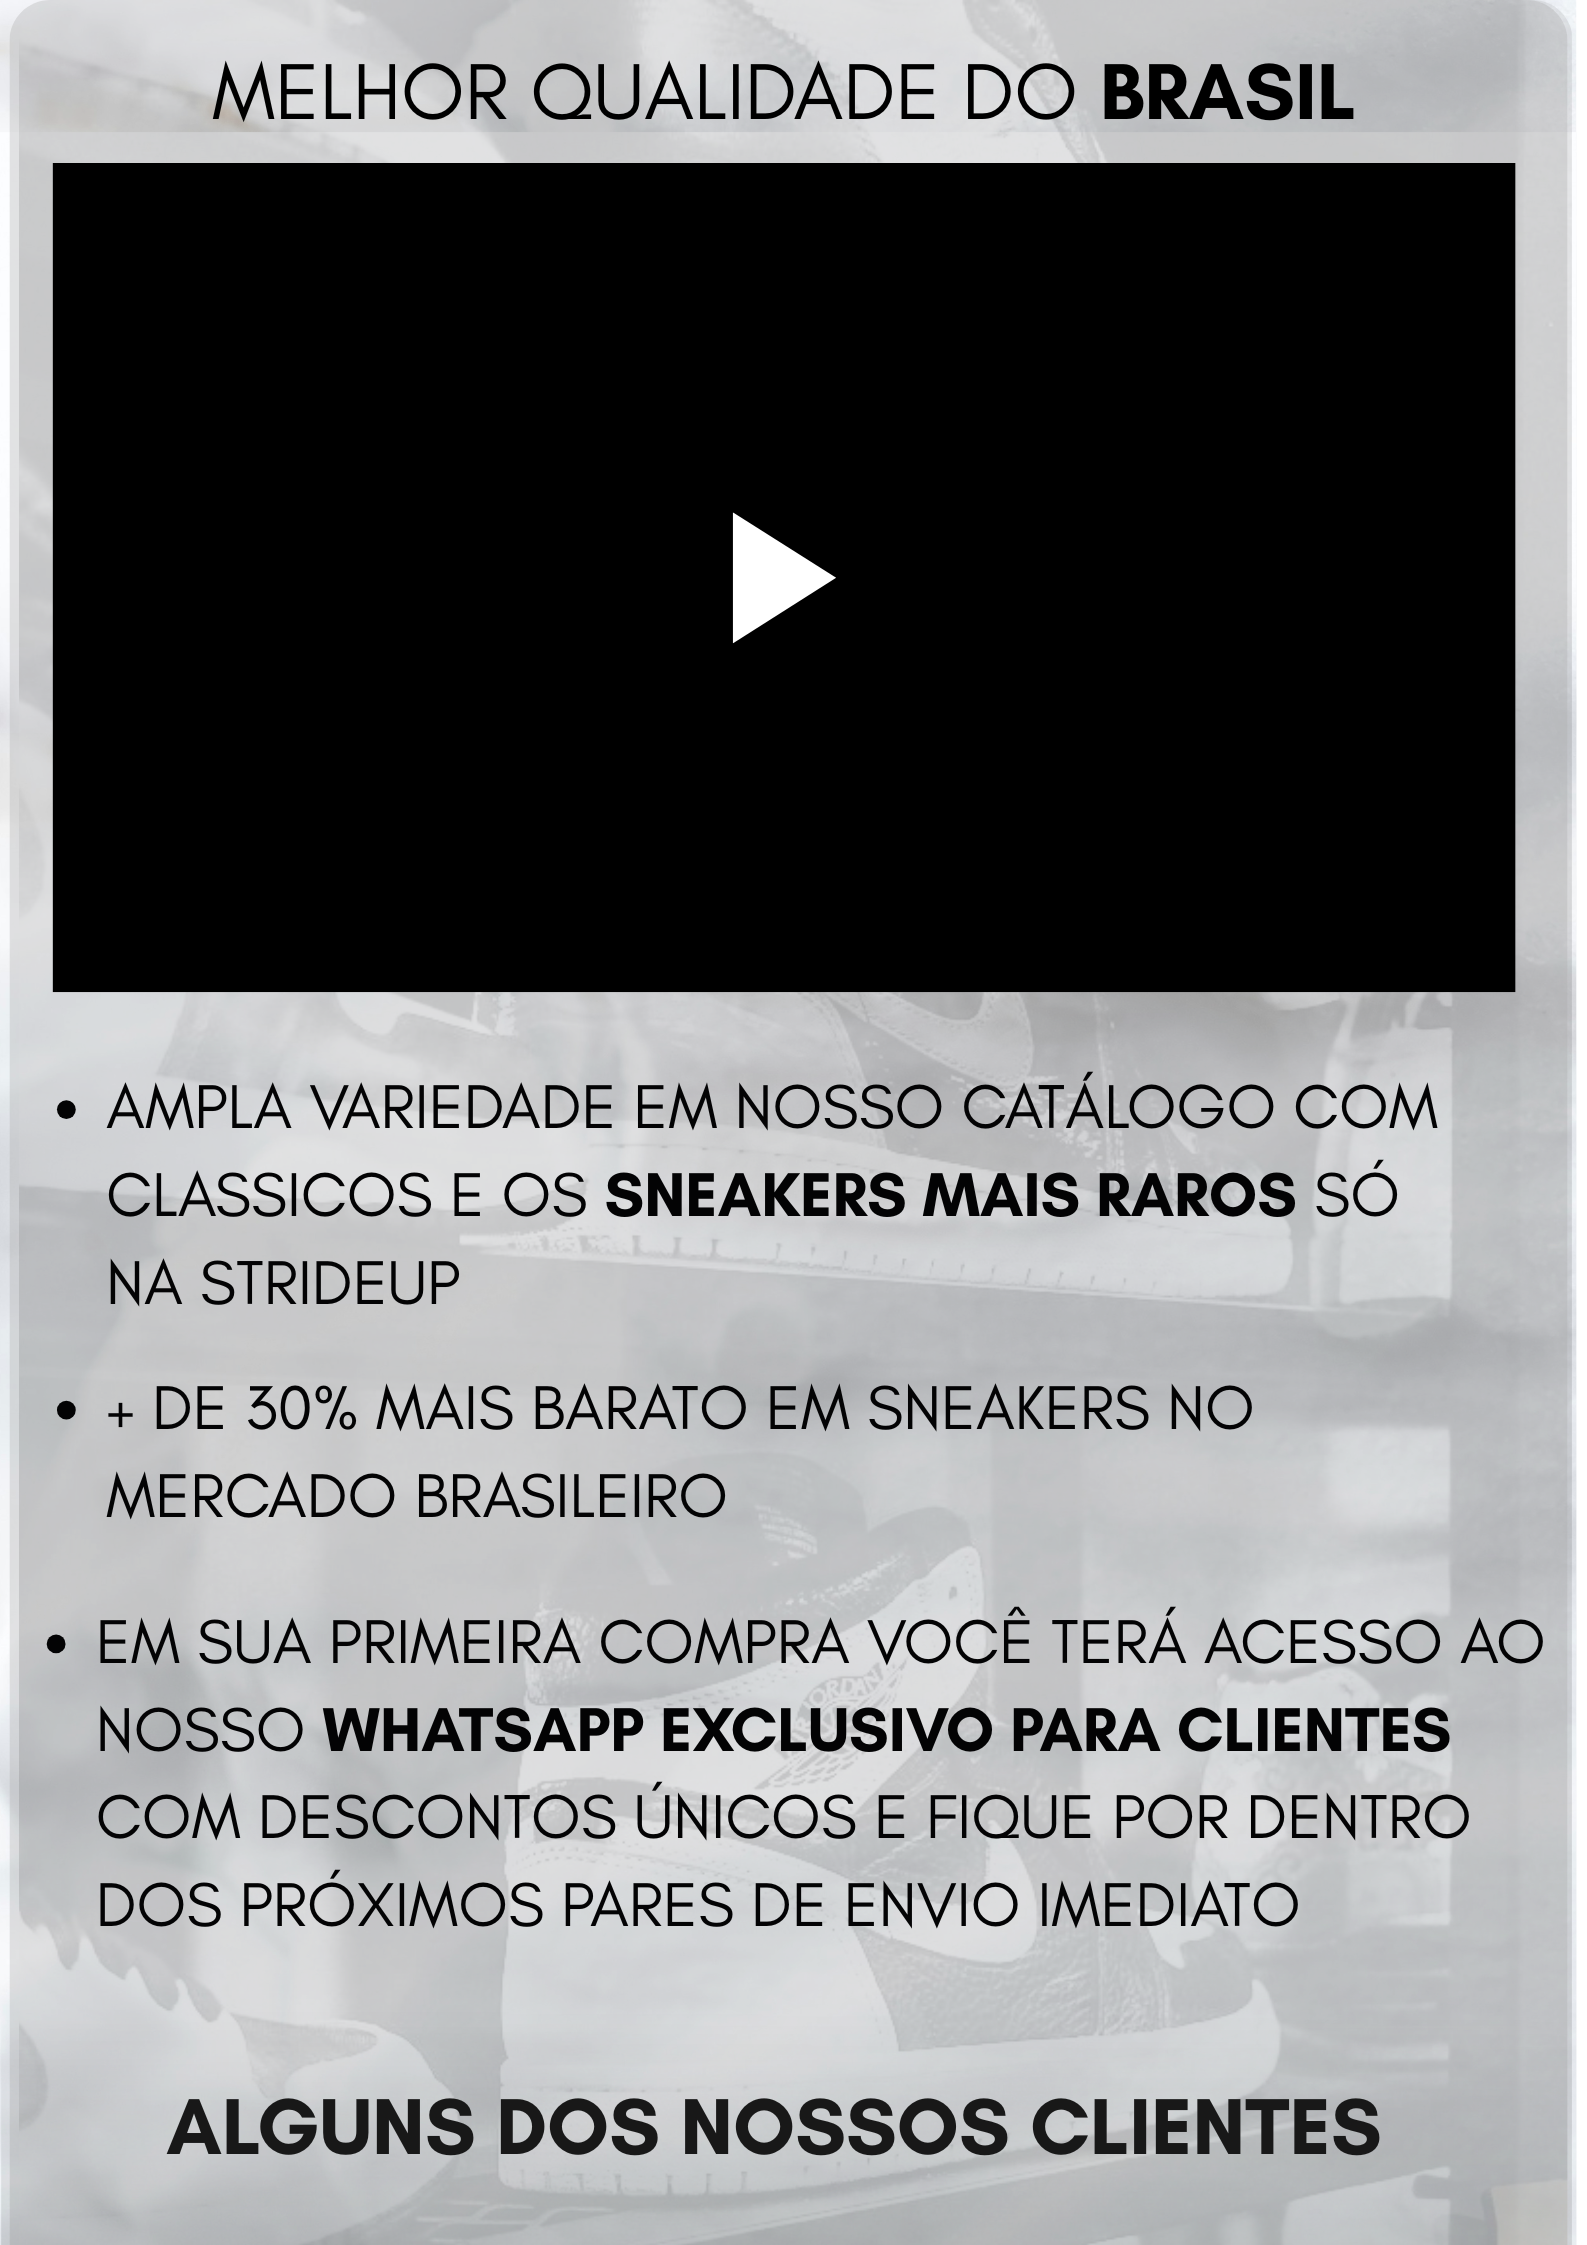 MELHOR QUALIDADE DO BRASIL
• AMPLA VARIEDADE EM NOSSO CATÁLOGO COM
CLASSICOS E OS SNEAKERS MAIS RAROS SÓ
NA STRIDEUP
• + DE 30% MAIS BARATO EM SNEAKERS NO
MERCADO BRASILEIRO
• EM SUA PRIMEIRA COMPRA VOCÊ TERÁ ACESSO AO
NOSSO WHATSAPP EXCLUSIVO PARA CLIENTES
COM DESCONTOS ÚNICOS E FIQUE POR DENTRO
DOS PRÓXIMOS PARES DE ENVIO IMEDIATO
JORDAN
ALGUNS DOS NOSSOS CLIENTES